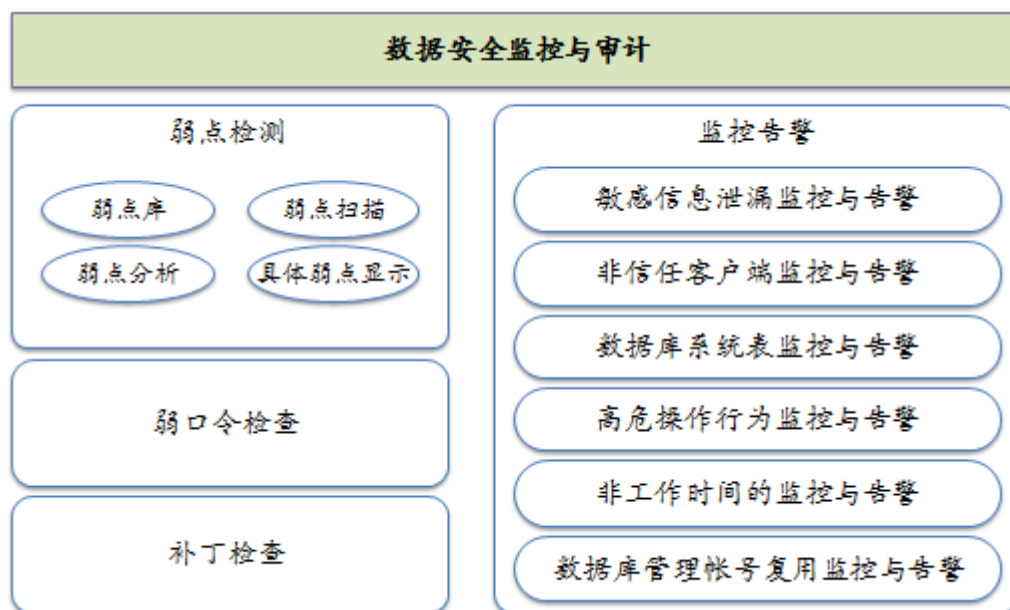 数据安全监控与审计
弱点检测
弱点库
弱点扫描
弱点分析
具体弱点显示
弱口令检查
补丁检查
监控告警
敏感信息泄漏监控与告警
非信任客户端监控与告警
数据库系统表监控与告警
高危操作行为监控与告警
非工作时间的监控与告警
数据库管理帐号复用监控与告警